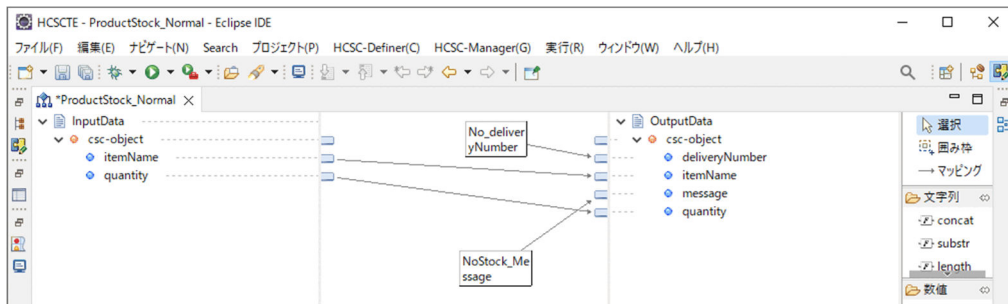 HCSCTE - ProductStock_Normal - Eclipse IDE
ファイル(F) 編集(E) ナビゲート(N) Search プロジェクト(P) HCSC-Definer(C) HCSC-Manager(G) 実行(R) ウィンドウ(W) ヘルプ(H)
*ProductStock_Normal
InputData
csc-object
itemName
quantity
No_deliver
yNumber
NoStock_Me
ssage
OutputData
csc-object
deliveryNumber
itemName
message
quantity
選択
囲み枠
マッピング
文字列
concat
substr
length
数値